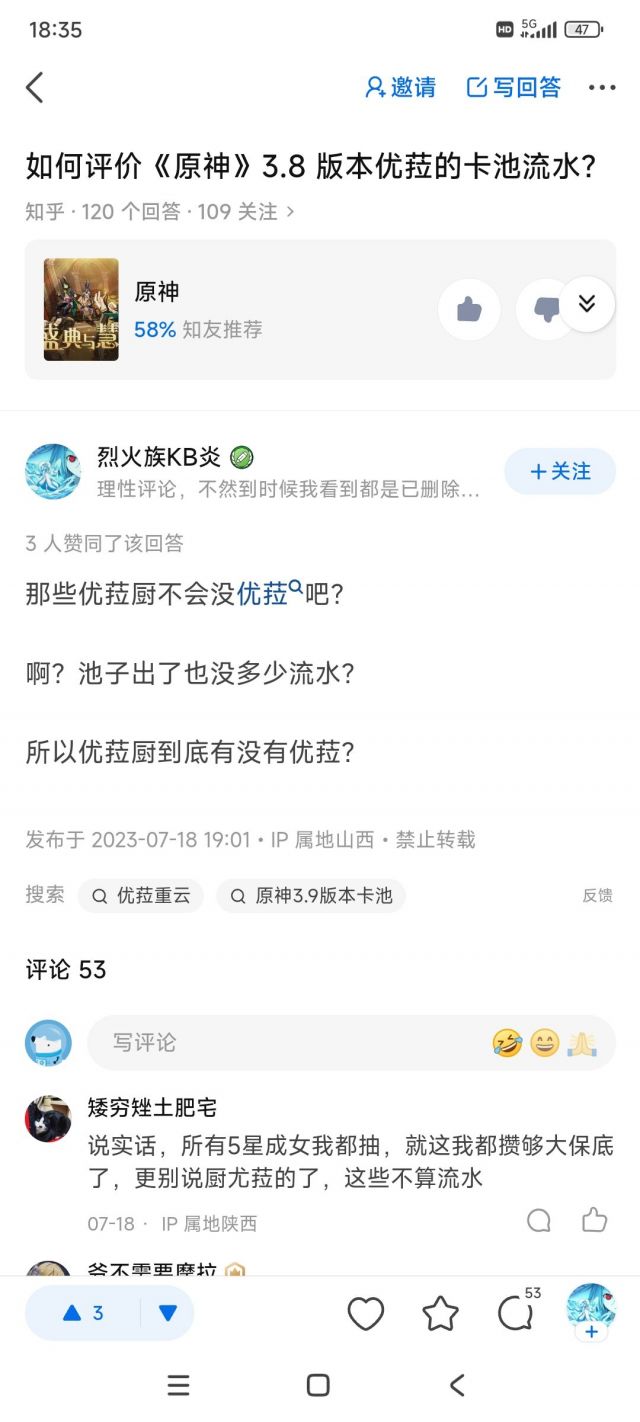 18:35
HD 5G 47
邀请 写回答
如何评价《原神》3.8 版本优菈的卡池流水？
知乎 · 120 个回答 · 109 关注
盛典与慧
原神
58% 知友推荐
烈火族KB炎
理性评论，不然到时候我看到都是已删除...
+关注
3 人赞同了该回答
那些优菈厨不会没优菈吧？
啊？池子出了也没多少流水？
所以优菈厨到底有没有优菈？
发布于 2023-07-18 19:01 · IP 属地山西 · 禁止转载
搜索 优菈重云 原神3.9版本卡池 反馈
评论 53
写评论
矮穷矬土肥宅
说实话，所有5星成女我都抽，就这我都攒够大保底
了，更别说厨尤菈的了，这些不算流水
07-18 · IP 属地陕西
爷不需要摩拉
3
53